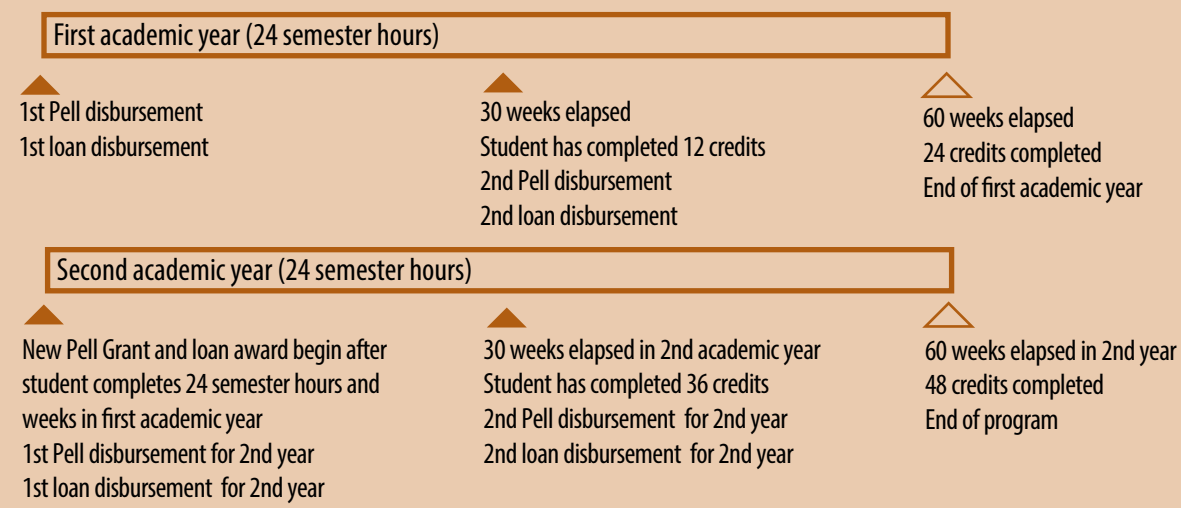 First academic year (24 semester hours)
1st Pell disbursement
1st loan disbursement
30 weeks elapsed
Student has completed 12 credits
2nd Pell disbursement
2nd loan disbursement
60 weeks elapsed
24 credits completed
End of first academic year
Second academic year (24 semester hours)
New Pell Grant and loan award begin after
student completes 24 semester hours and
weeks in first academic year
1st Pell disbursement for 2nd year
1st loan disbursement for 2nd year
30 weeks elapsed in 2nd academic year
Student has completed 36 credits
2nd Pell disbursement for 2nd year
2nd loan disbursement for 2nd year
60 weeks elapsed in 2nd year
48 credits completed
End of program